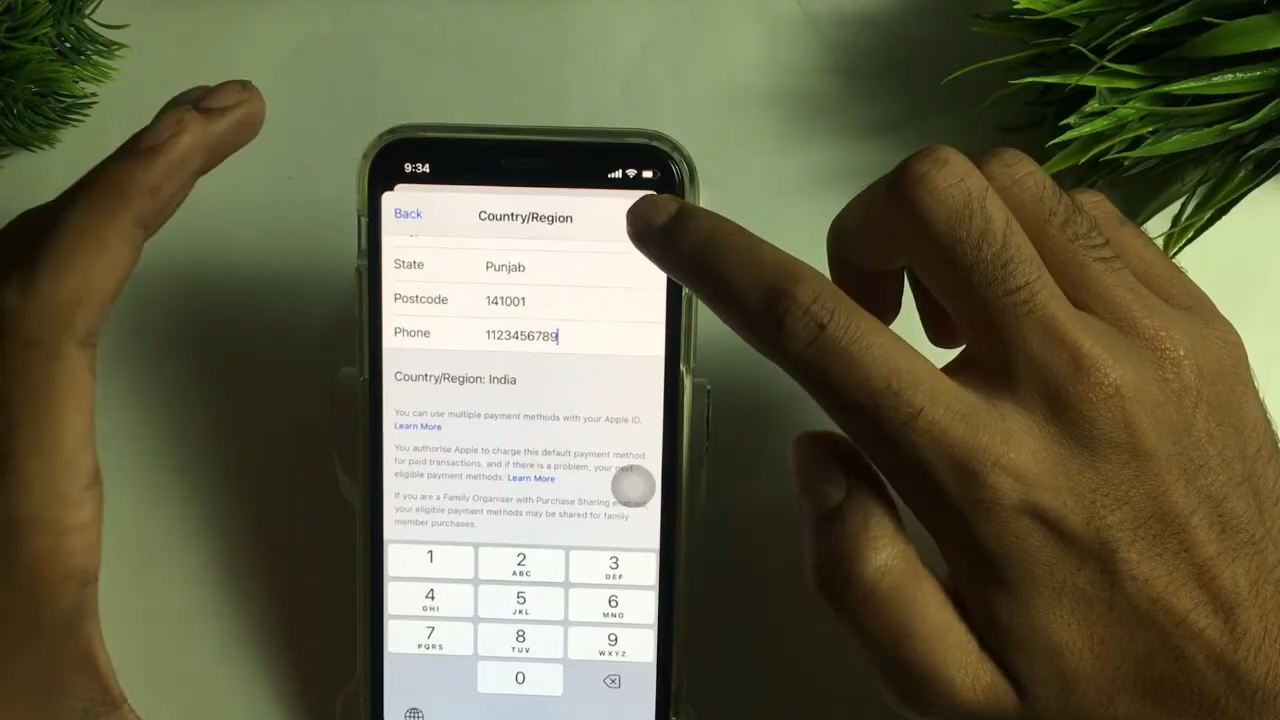 9:34
Back
Country/Region
State Punjab
Postcode 141001
Phone 1123456789
Country/Region: India
You can use multiple payment methods with your Apple ID.
Learn More
You authorise Apple to charge this default payment method
for paid transactions, and if there is a problem, your next
eligible payment methods. Learn More
If you are a Family Organiser with Purchase Sharing enabled,
your eligible payment methods may be shared for family
member purchases.
1 2 3
ABC DEF
4 5 6
GHI JKL MNO
7 8 9
PQRS TUV WXYZ
0